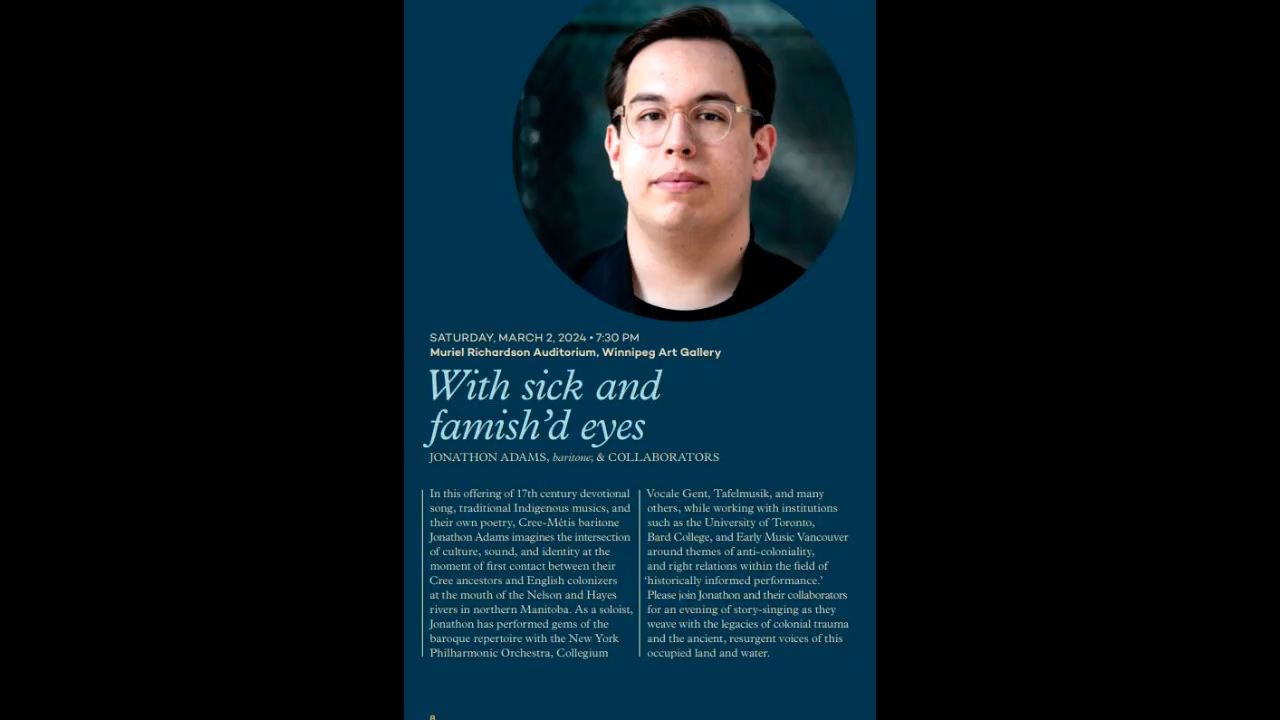 SATURDAY, MARCH 2, 2024 • 7:30 PM
Muriel Richardson Auditorium, Winnipeg Art Gallery
With sick and
famish'd eyes
JONATHON ADAMS, baritone; & COLLABORATORS
In this offering of 17th century devotional
song, traditional Indigenous musics, and
their own poetry, Cree-Métis baritone
Jonathon Adams imagines the intersection
of culture, sound, and identity at the
moment of first contact between their
Cree ancestors and English colonizers
at the mouth of the Nelson and Hayes
rivers in northern Manitoba. As a soloist,
Jonathon has performed gems of the
baroque repertoire with the New York
Philharmonic Orchestra, Collegium
Vocale Gent, Tafelmusik, and many
others, while working with institutions
such as the University of Toronto,
Bard College, and Early Music Vancouver
around themes of anti-coloniality,
and right relations within the field of
'historically informed performance.'
Please join Jonathon and their collaborators
for an evening of story-singing as they
weave with the legacies of colonial trauma
and the ancient, resurgent voices of this
occupied land and water.
8